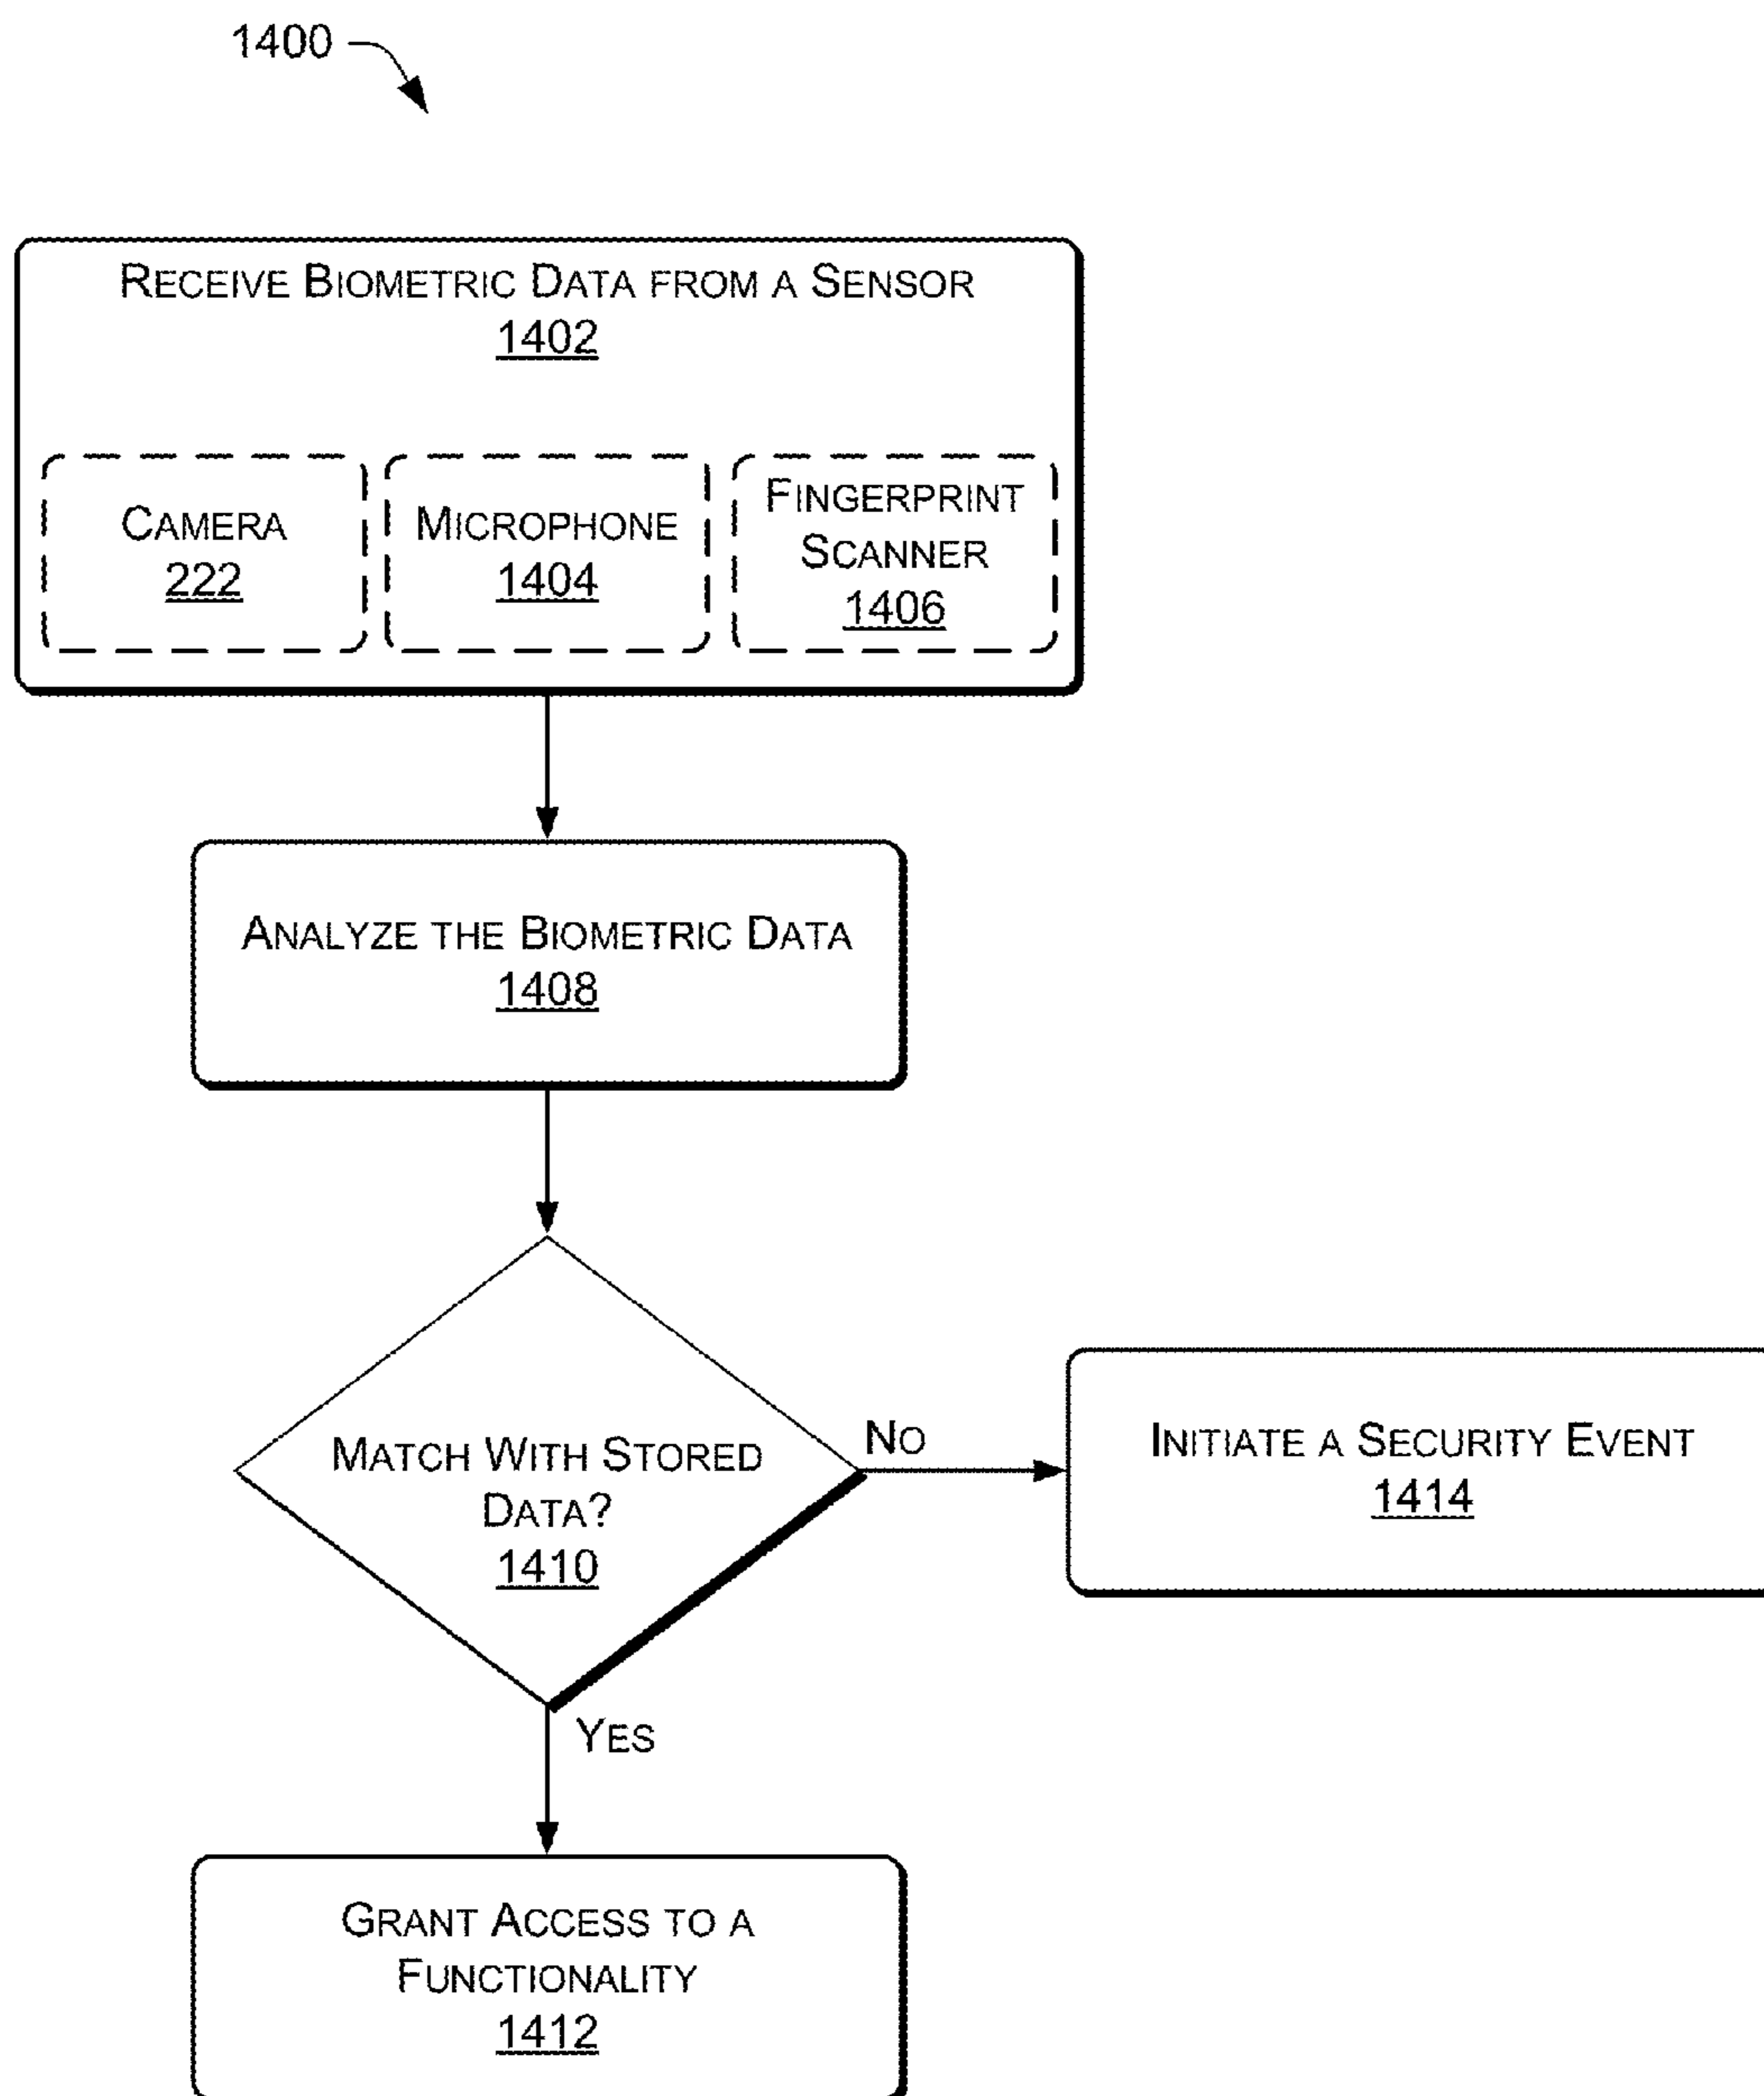 1400
RECEIVE BIOMETRIC DATA FROM A SENSOR
1402
CAMERA
222
MICROPHONE
1404
FINGERPRINT
SCANNER
1406
ANALYZE THE BIOMETRIC DATA
1408
MATCH WITH STORED
DATA?
1410
NO
INITIATE A SECURITY EVENT
1414
YES
GRANT ACCESS TO A
FUNCTIONALITY
1412